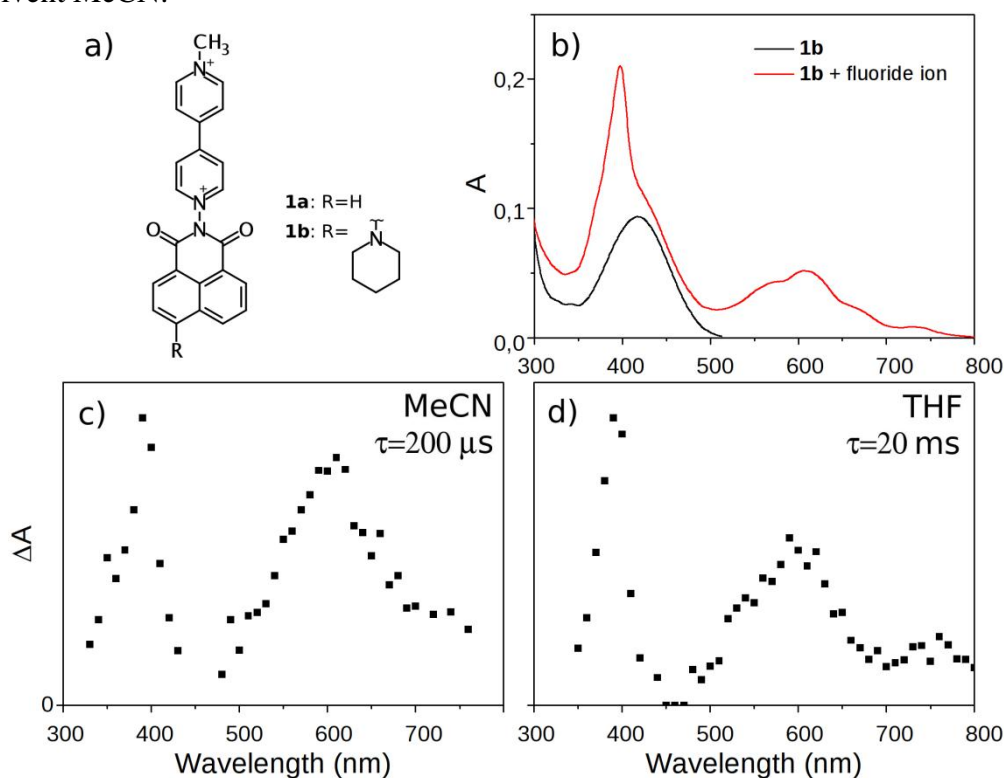 a)
CH₃
N⁺
+
N
N
O
O
R
1a: R=H
1b: R=
N
b)
1b
1b + fluoride ion
A
0,2
0,1
0,0
300 400 500 600 700 800
c)
MeCN
τ=200 μs
ΔA
0
300 400 500 600 700
Wavelength (nm)
d)
THF
τ=20 ms
300 400 500 600 700 800
Wavelength (nm)